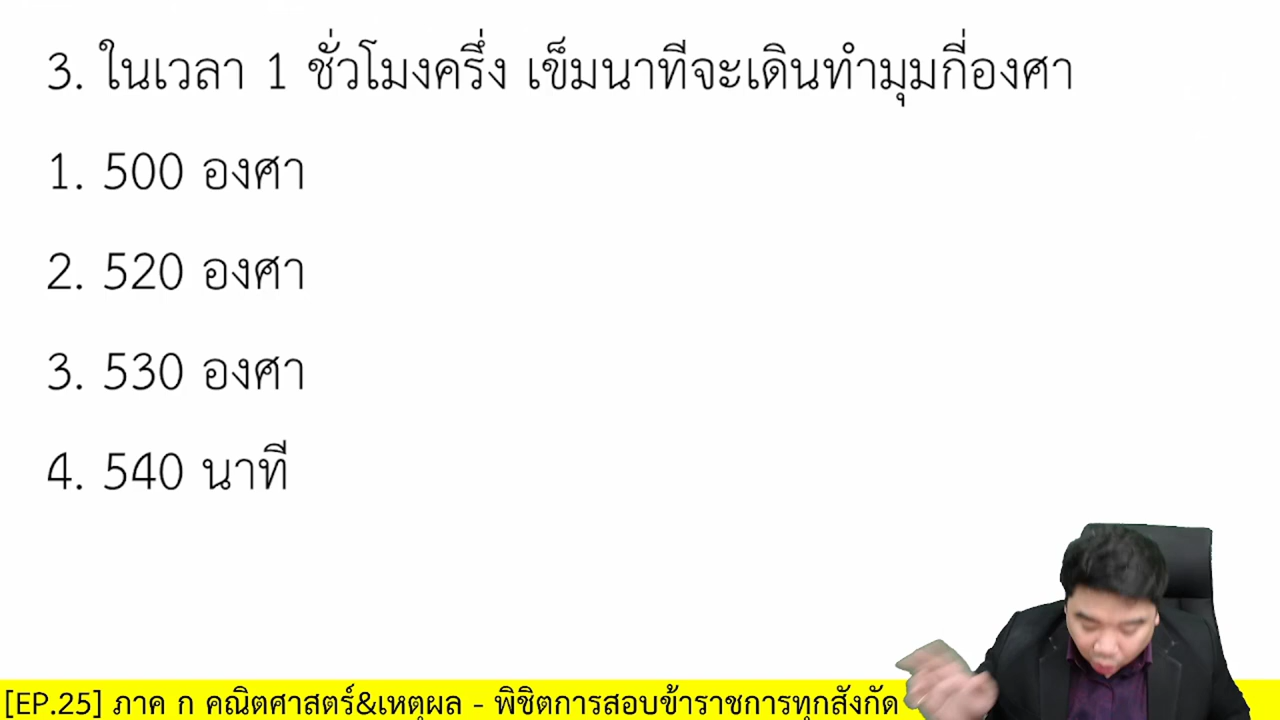 3. ในเวลา 1 ชั่วโมงครึ่ง เข็มนาทีจะเดินทำมุมกี่องศา
1. 500 องศา
2. 520 องศา
3. 530 องศา
4. 540 นาที
[EP.25] ภาค ก คณิตศาสตร์&เหตุผล - พิชิตการสอบข้าราชการทุกสังกัด